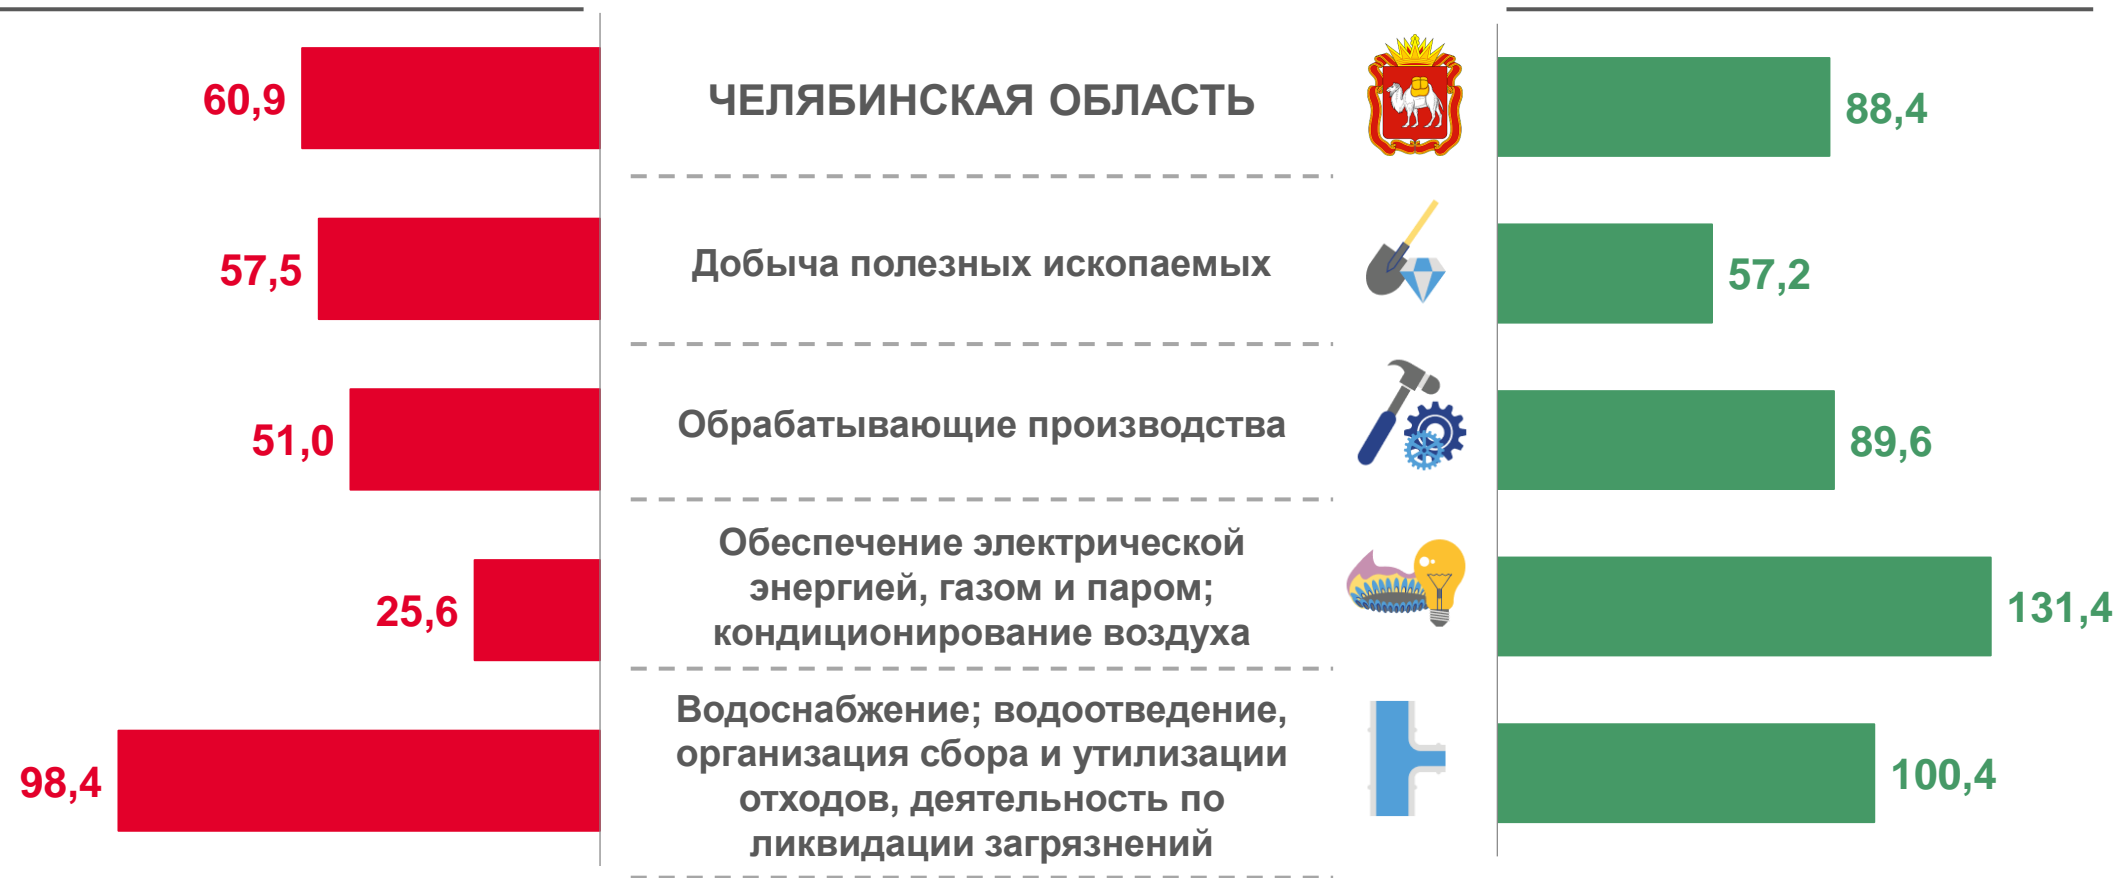 60,9
ЧЕЛЯБИНСКАЯ ОБЛАСТЬ
88,4
57,5
Добыча полезных ископаемых
57,2
51,0
Обрабатывающие производства
89,6
25,6
Обеспечение электрической
энергией, газом и паром;
кондиционирование воздуха
131,4
98,4
Водоснабжение; водоотведение,
организация сбора и утилизации
отходов, деятельность по
ликвидации загрязнений
100,4